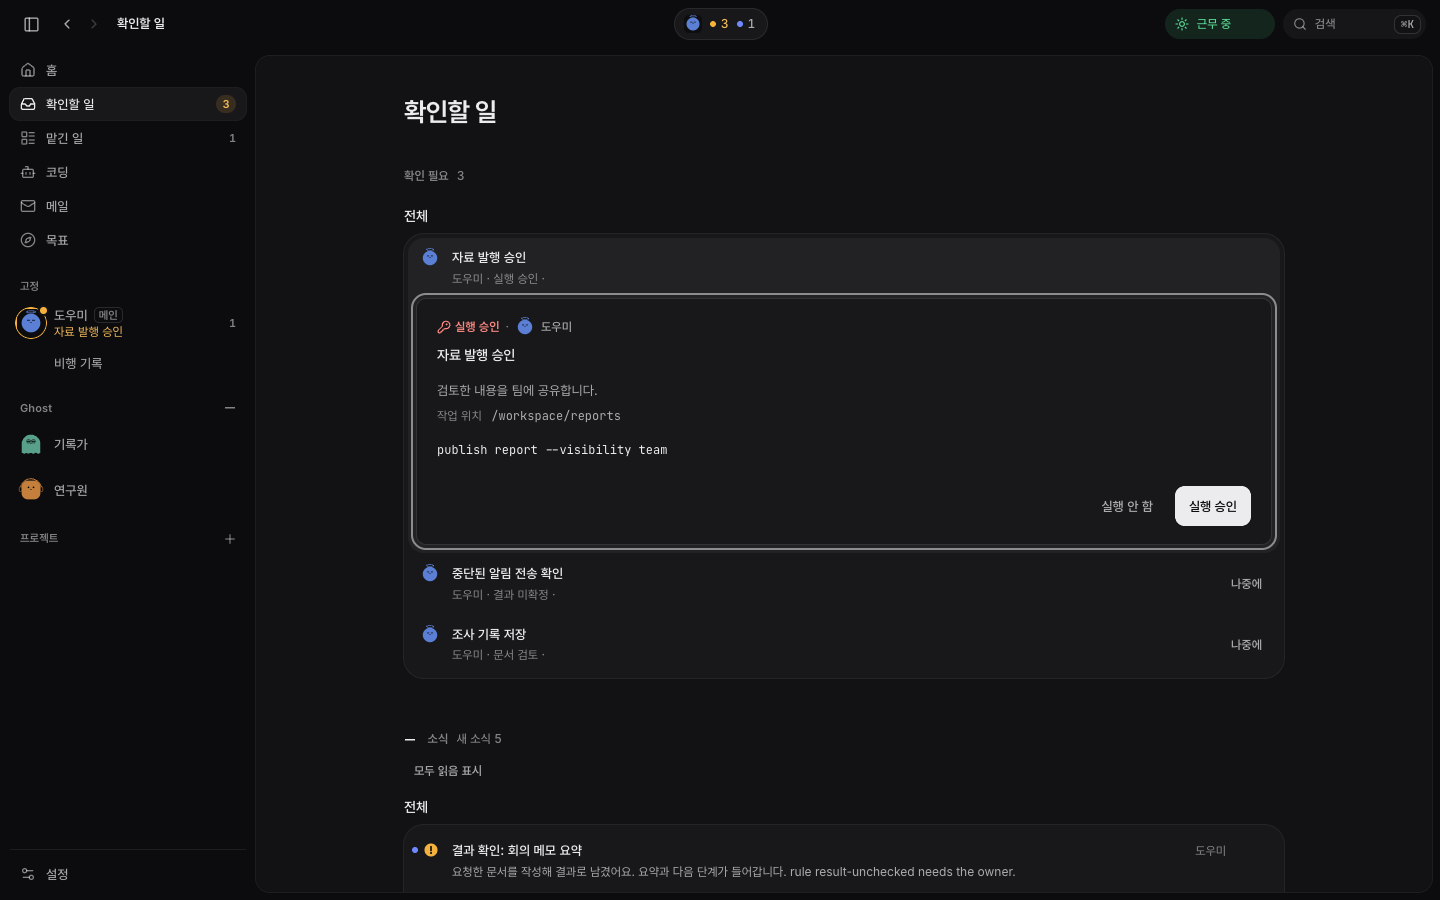 확인할 일
3
1
근무 중
검색
⌘K
홈
확인할 일
3
맡긴 일
1
코딩
메일
목표
고정
도우미 메인
자료 발행 승인
1
비행 기록
Ghost
기록가
연구원
프로젝트
설정
확인할 일
확인 필요 3
전체
자료 발행 승인
도우미 · 실행 승인 ·
실행 승인 · 도우미
자료 발행 승인
검토한 내용을 팀에 공유합니다.
작업 위치 /workspace/reports
publish report --visibility team
실행 안 함
실행 승인
중단된 알림 전송 확인
도우미 · 결과 미확정 ·
나중에
조사 기록 저장
도우미 · 문서 검토 ·
나중에
소식 새 소식 5
모두 읽음 표시
전체
결과 확인: 회의 메모 요약
도우미
요청한 문서를 작성해 결과로 남겼어요. 요약과 다음 단계가 들어갑니다. rule result-unchecked needs the owner.